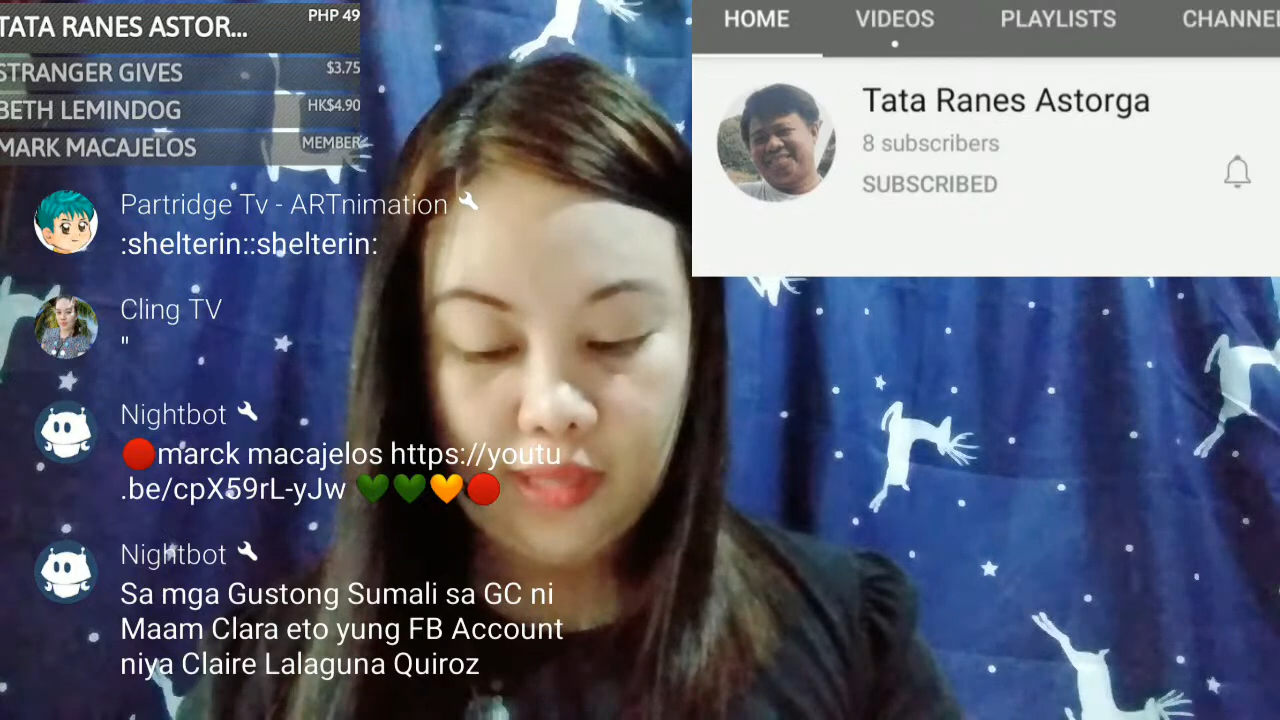 TATA RANES ASTOR... PHP 49
STRANGER GIVES $3.75
BETH LEMINDOG HK$4.90
MARK MACAJELOS MEMBER
HOME VIDEOS PLAYLISTS CHANNEL
Tata Ranes Astorga
8 subscribers
SUBSCRIBED
Partridge Tv - ARTnimation
:shelterin::shelterin:
Cling TV
"
Nightbot
🔴marck macajelos https://youtu
.be/cpX59rL-yJw 💚💚🧡🔴
Nightbot
Sa mga Gustong Sumali sa GC ni
Maam Clara eto yung FB Account
niya Claire Lalaguna Quiroz